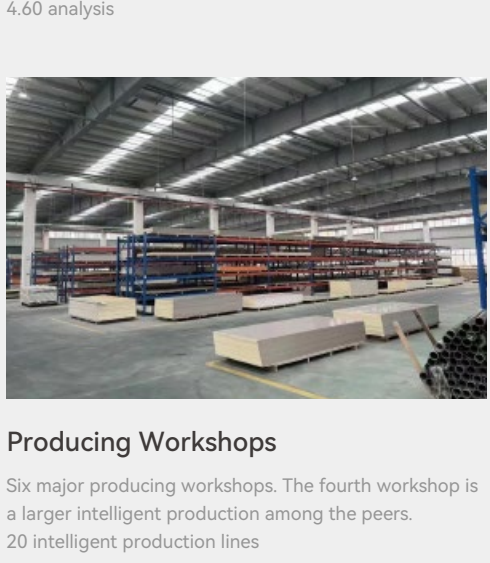 4.60 analysis
Producing Workshops
Six major producing workshops. The fourth workshop is
a larger intelligent production among the peers.
20 intelligent production lines